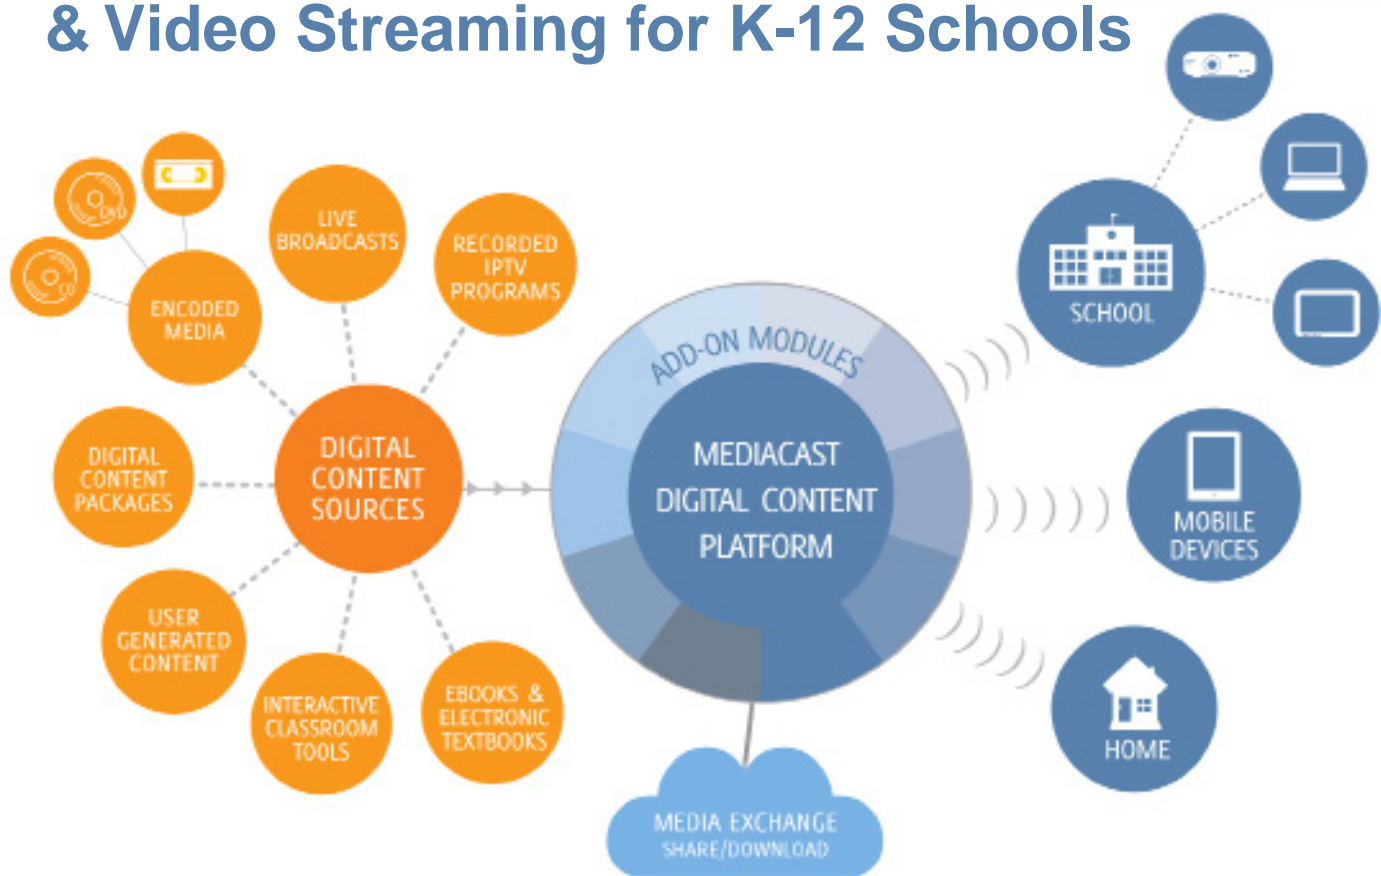 & Video Streaming for K-12 Schools
DVD
CD
ENCODED
MEDIA
LIVE
BROADCASTS
RECORDED
IPTV
PROGRAMS
DIGITAL
CONTENT
PACKAGES
DIGITAL
CONTENT
SOURCES
USER
GENERATED
CONTENT
INTERACTIVE
CLASSROOM
TOOLS
EBOOKS &
ELECTRONIC
TEXTBOOKS
ADD-ON MODULES
MEDIACAST
DIGITAL CONTENT
PLATFORM
MEDIA EXCHANGE
SHARE/DOWNLOAD
SCHOOL
MOBILE
DEVICES
HOME